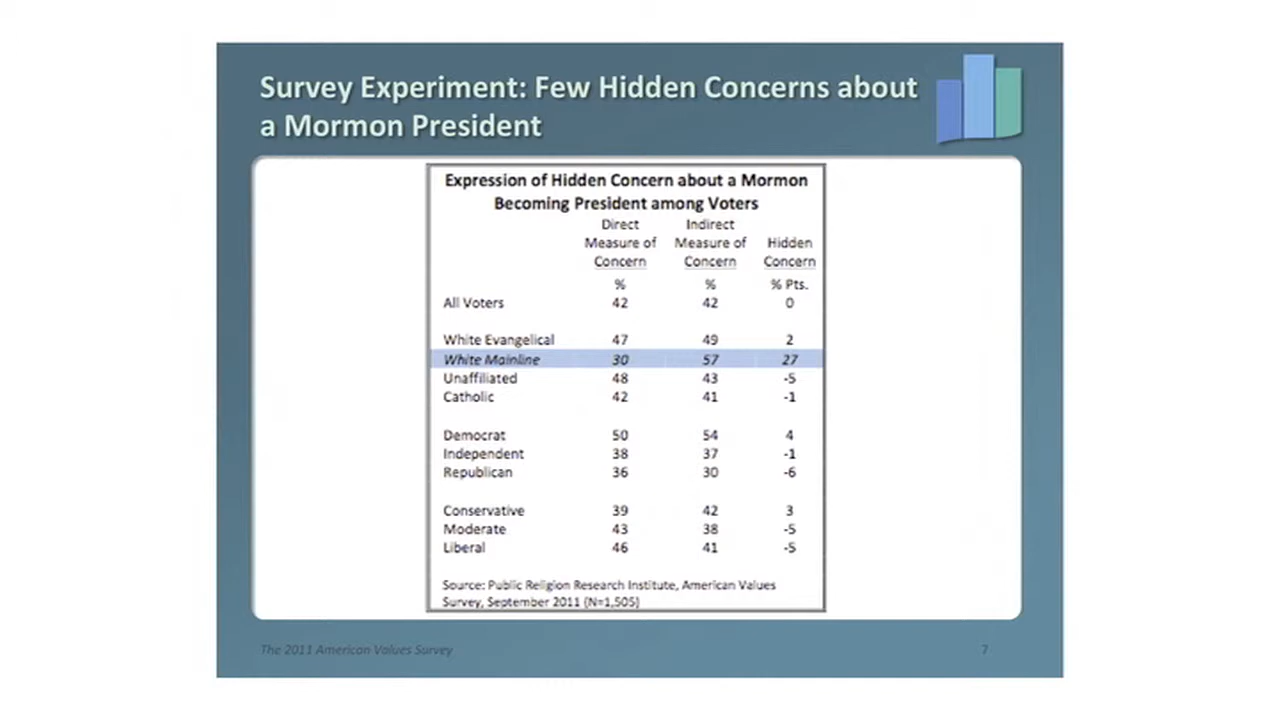 Survey Experiment: Few Hidden Concerns about
a Mormon President
Expression of Hidden Concern about a Mormon
Becoming President among Voters
Direct Measure of Concern Indirect Measure of Concern Hidden Concern
% % % Pts.
All Voters 42 42 0
White Evangelical 47 49 2
White Mainline 30 57 27
Unaffiliated 48 43 -5
Catholic 42 41 -1
Democrat 50 54 4
Independent 38 37 -1
Republican 36 30 -6
Conservative 39 42 3
Moderate 43 38 -5
Liberal 46 41 -5
Source: Public Religion Research Institute, American Values
Survey, September 2011 (N=1,505)
The 2011 American Values Survey 7